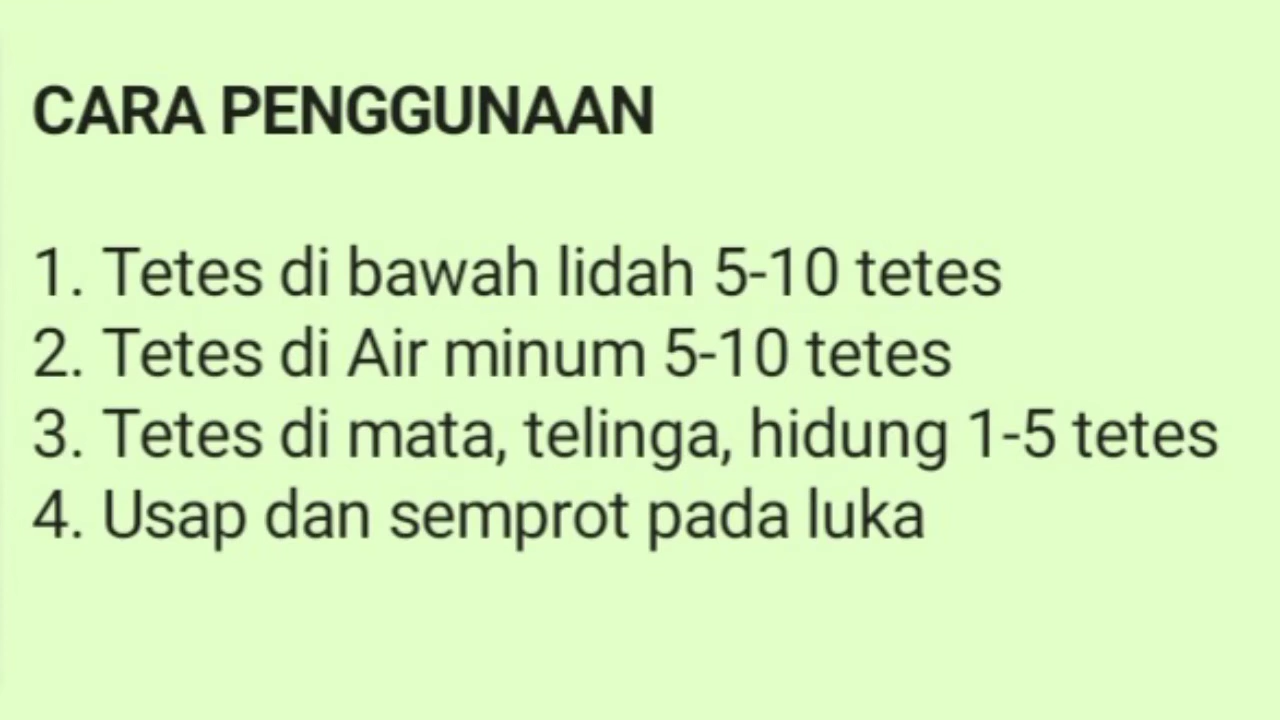 CARA PENGGUNAAN
1. Tetes di bawah lidah 5-10 tetes
2. Tetes di Air minum 5-10 tetes
3. Tetes di mata, telinga, hidung 1-5 tetes
4. Usap dan semprot pada luka